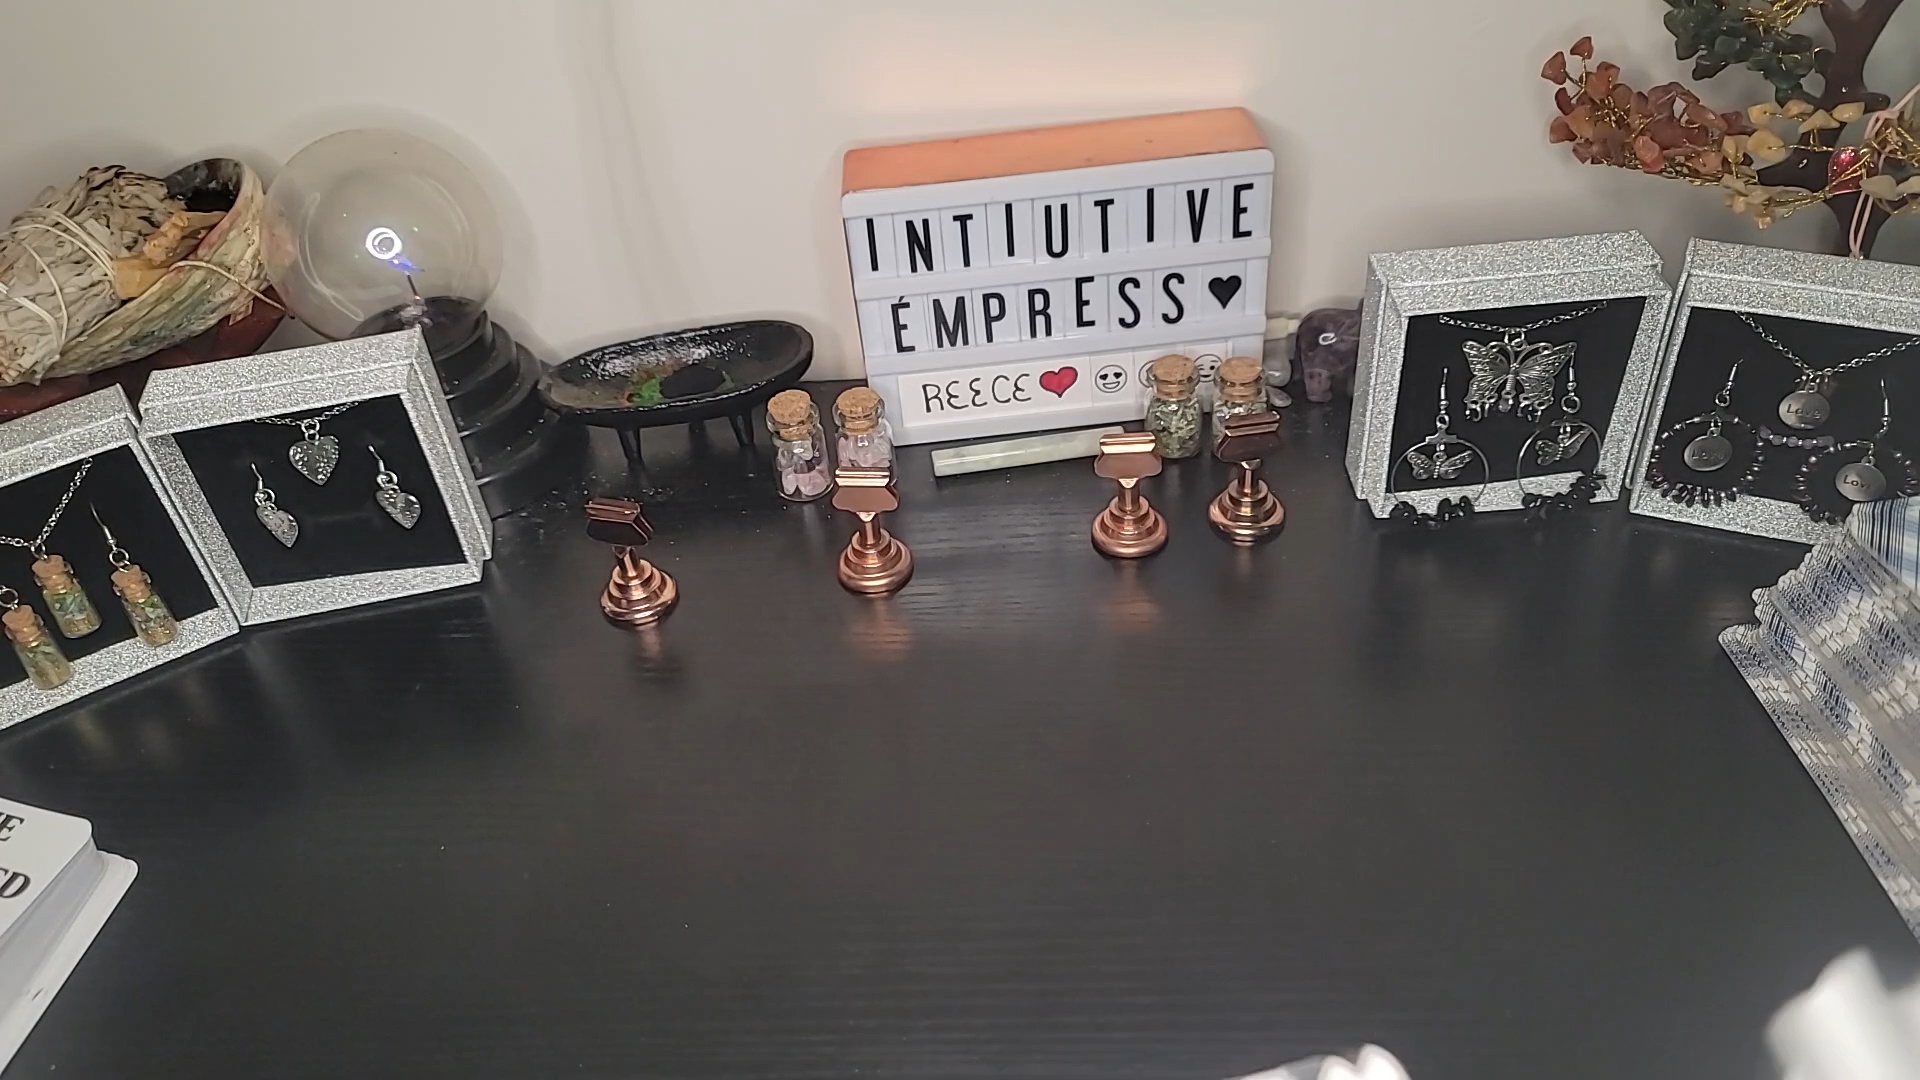 INTIUTIVE
ÉMPRESS ♥
REECE ❤️
Love
Love
Love